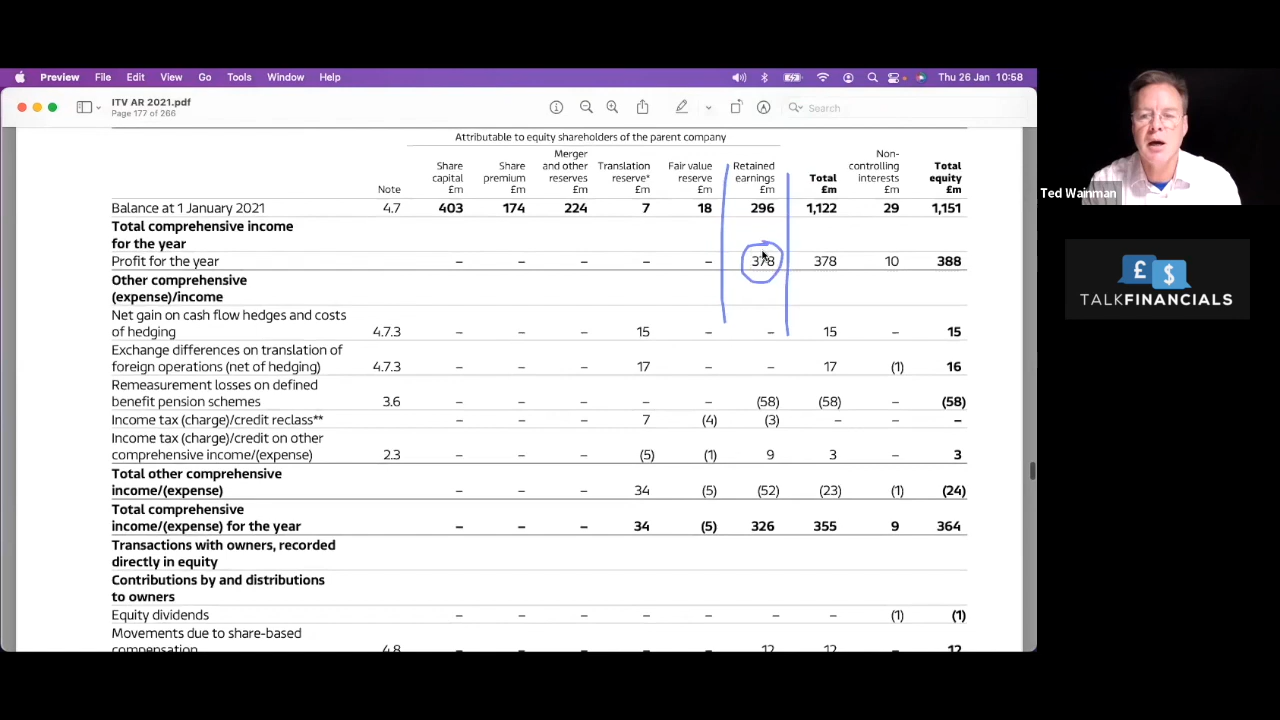 Preview File Edit View Go Tools Window Help Thu 26 Jan 10:58
ITV AR 2021.pdf
Page 177 of 266
Search
Attributable to equity shareholders of the parent company
Note Share capital £m Share premium £m Merger and other reserves £m Translation reserve* £m Fair value reserve £m Retained earnings £m Total £m Non-controlling interests £m Total equity £m
Balance at 1 January 2021 4.7 403 174 224 7 18 296 1,122 29 1,151
Total comprehensive income
for the year
Profit for the year – – – – – 378 378 10 388
Other comprehensive
(expense)/income
Net gain on cash flow hedges and costs
of hedging 4.7.3 – – – 15 – – 15 – 15
Exchange differences on translation of
foreign operations (net of hedging) 4.7.3 – – – 17 – – 17 (1) 16
Remeasurement losses on defined
benefit pension schemes 3.6 – – – – – (58) (58) – (58)
Income tax (charge)/credit reclass** – – – 7 (4) (3) – – –
Income tax (charge)/credit on other
comprehensive income/(expense) 2.3 – – – (5) (1) 9 3 – 3
Total other comprehensive
income/(expense) – – – 34 (5) (52) (23) (1) (24)
Total comprehensive
income/(expense) for the year – – – 34 (5) 326 355 9 364
Transactions with owners, recorded
directly in equity
Contributions by and distributions
to owners
Equity dividends – – – – – – – (1) (1)
Movements due to share-based
compensation 4.8 – – – – – 12 12 – 12
Ted Wainman
£ $
TALKFINANCIALS